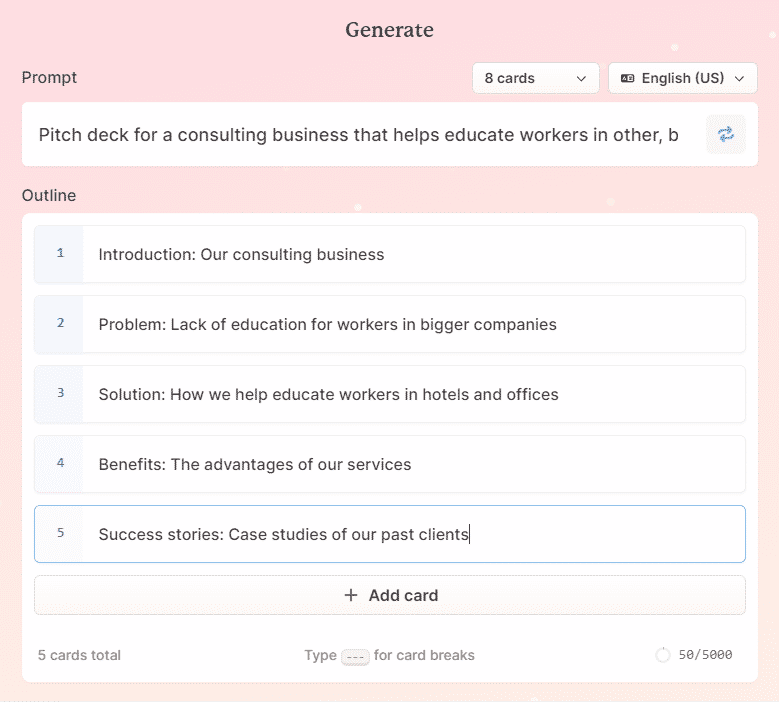 Generate
Prompt
8 cards
English (US)
Pitch deck for a consulting business that helps educate workers in other, b
Outline
1 Introduction: Our consulting business
2 Problem: Lack of education for workers in bigger companies
3 Solution: How we help educate workers in hotels and offices
4 Benefits: The advantages of our services
5 Success stories: Case studies of our past clients
+ Add card
5 cards total
Type --- for card breaks
50/5000